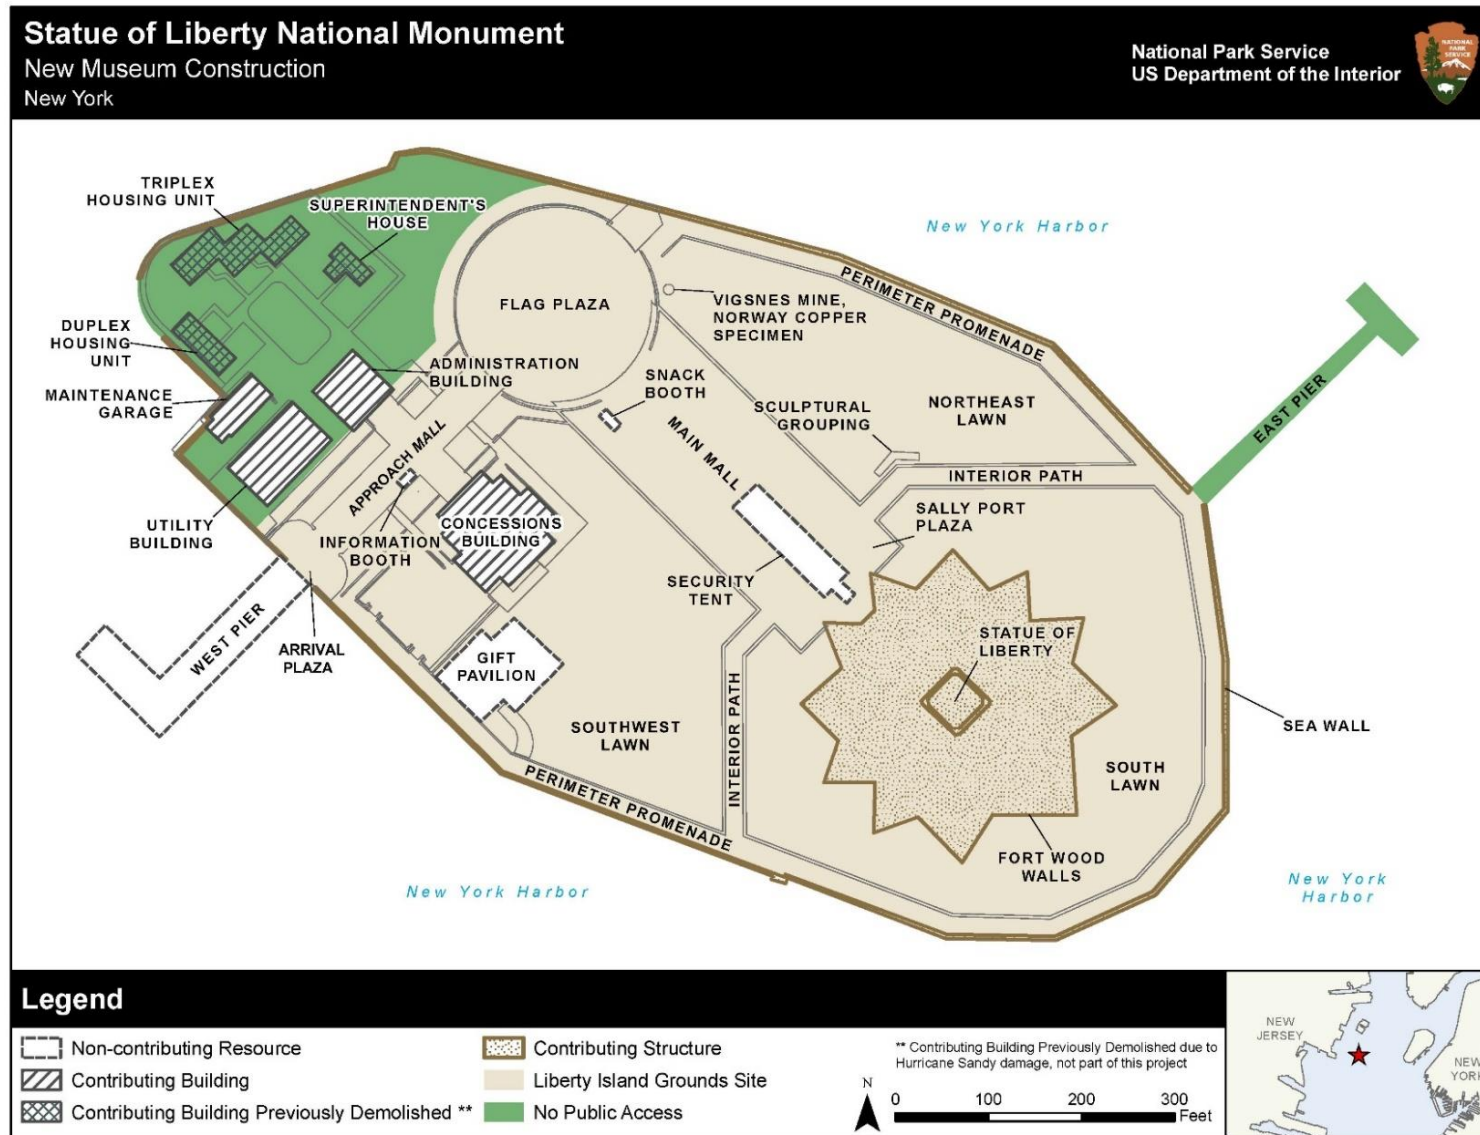 Statue of Liberty National Monument
New Museum Construction
New York
National Park Service
US Department of the Interior
NATIONAL
PARK
SERVICE
TRIPLEX
HOUSING UNIT
SUPERINTENDENT'S
HOUSE
New York Harbor
FLAG PLAZA
VIGSNES MINE,
NORWAY COPPER
SPECIMEN
PERIMETER PROMENADE
DUPLEX
HOUSING
UNIT
ADMINISTRATION
BUILDING
SNACK
BOOTH
MAINTENANCE
GARAGE
SCULPTURAL
GROUPING
NORTHEAST
LAWN
EAST PIER
MAIN MALL
APPROACH MALL
INTERIOR PATH
SALLY PORT
PLAZA
UTILITY
BUILDING
INFORMATION
BOOTH
CONCESSIONS
BUILDING
SECURITY
TENT
WEST PIER
ARRIVAL
PLAZA
GIFT
PAVILION
STATUE OF
LIBERTY
SOUTHWEST
LAWN
INTERIOR PATH
SEA WALL
SOUTH
LAWN
PERIMETER PROMENADE
FORT WOOD
WALLS
New York Harbor
New York
Harbor
Legend
Non-contributing Resource
Contributing Building
Contributing Building Previously Demolished **
Contributing Structure
Liberty Island Grounds Site
No Public Access
** Contributing Building Previously Demolished due to
Hurricane Sandy damage, not part of this project
N
0 100 200 300
Feet
NEW
JERSEY
NEW
YORK